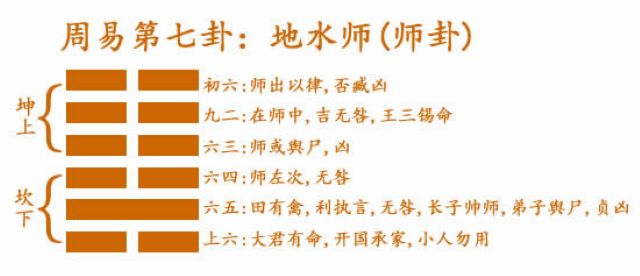 周易第七卦：地水师(师卦)
坤上
初六:师出以律,否臧凶
九二:在师中,吉无咎,王三锡命
六三:师或舆尸,凶
坎下
六四:师左次,无咎
六五:田有禽,利执言,无咎,长子帅师,弟子舆尸,贞凶
上六:大君有命,开国承家,小人勿用